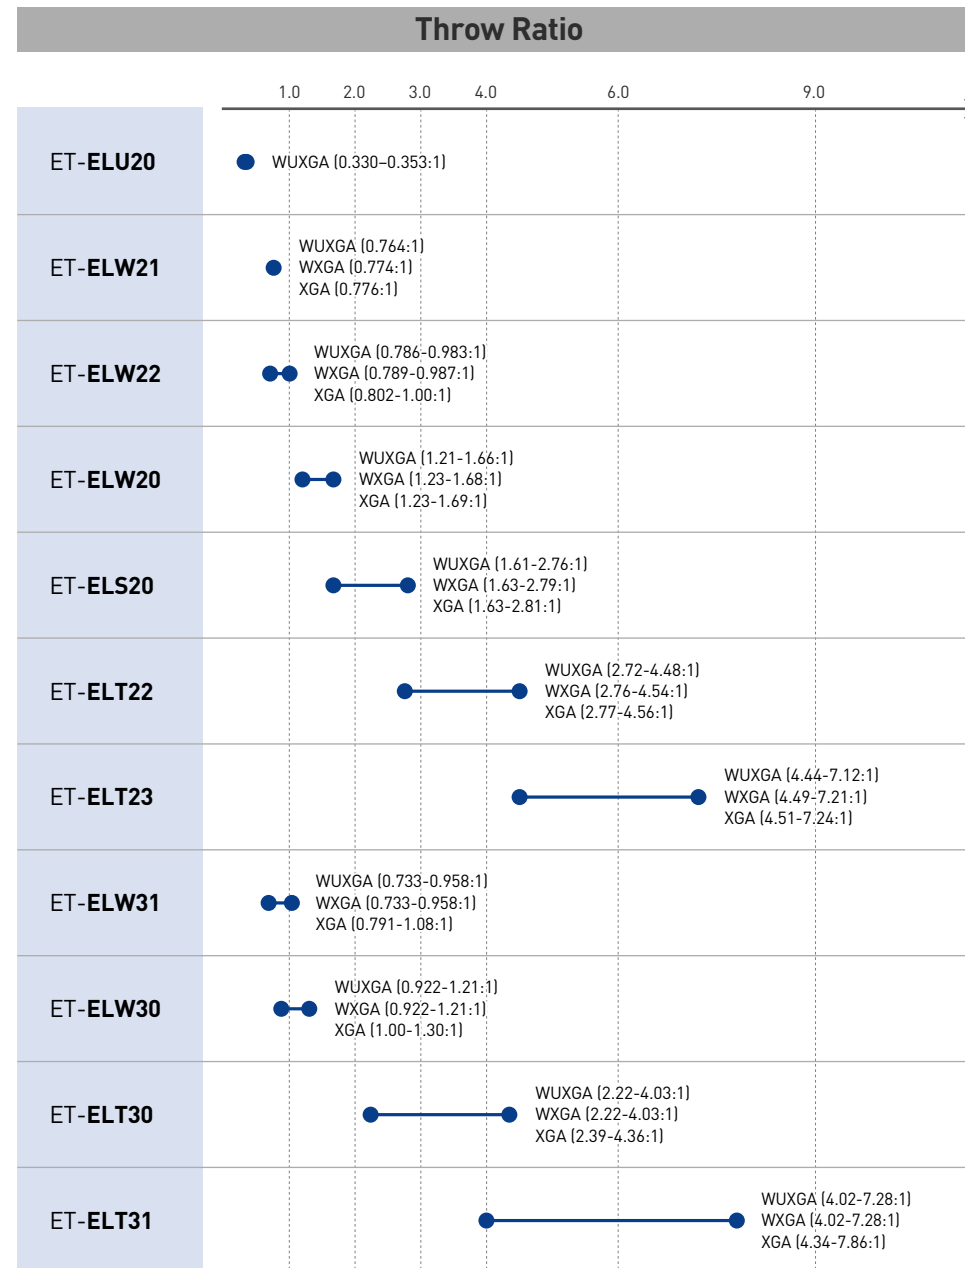 Throw Ratio
1.0 2.0 3.0 4.0 6.0 9.0
ET-ELU20
WUXGA (0.330–0.353:1)
ET-ELW21
WUXGA (0.764:1)
WXGA (0.774:1)
XGA (0.776:1)
ET-ELW22
WUXGA (0.786-0.983:1)
WXGA (0.789-0.987:1)
XGA (0.802-1.00:1)
ET-ELW20
WUXGA (1.21-1.66:1)
WXGA (1.23-1.68:1)
XGA (1.23-1.69:1)
ET-ELS20
WUXGA (1.61-2.76:1)
WXGA (1.63-2.79:1)
XGA (1.63-2.81:1)
ET-ELT22
WUXGA (2.72-4.48:1)
WXGA (2.76-4.54:1)
XGA (2.77-4.56:1)
ET-ELT23
WUXGA (4.44-7.12:1)
WXGA (4.49-7.21:1)
XGA (4.51-7.24:1)
ET-ELW31
WUXGA (0.733-0.958:1)
WXGA (0.733-0.958:1)
XGA (0.791-1.08:1)
ET-ELW30
WUXGA (0.922-1.21:1)
WXGA (0.922-1.21:1)
XGA (1.00-1.30:1)
ET-ELT30
WUXGA (2.22-4.03:1)
WXGA (2.22-4.03:1)
XGA (2.39-4.36:1)
ET-ELT31
WUXGA (4.02-7.28:1)
WXGA (4.02-7.28:1)
XGA (4.34-7.86:1)